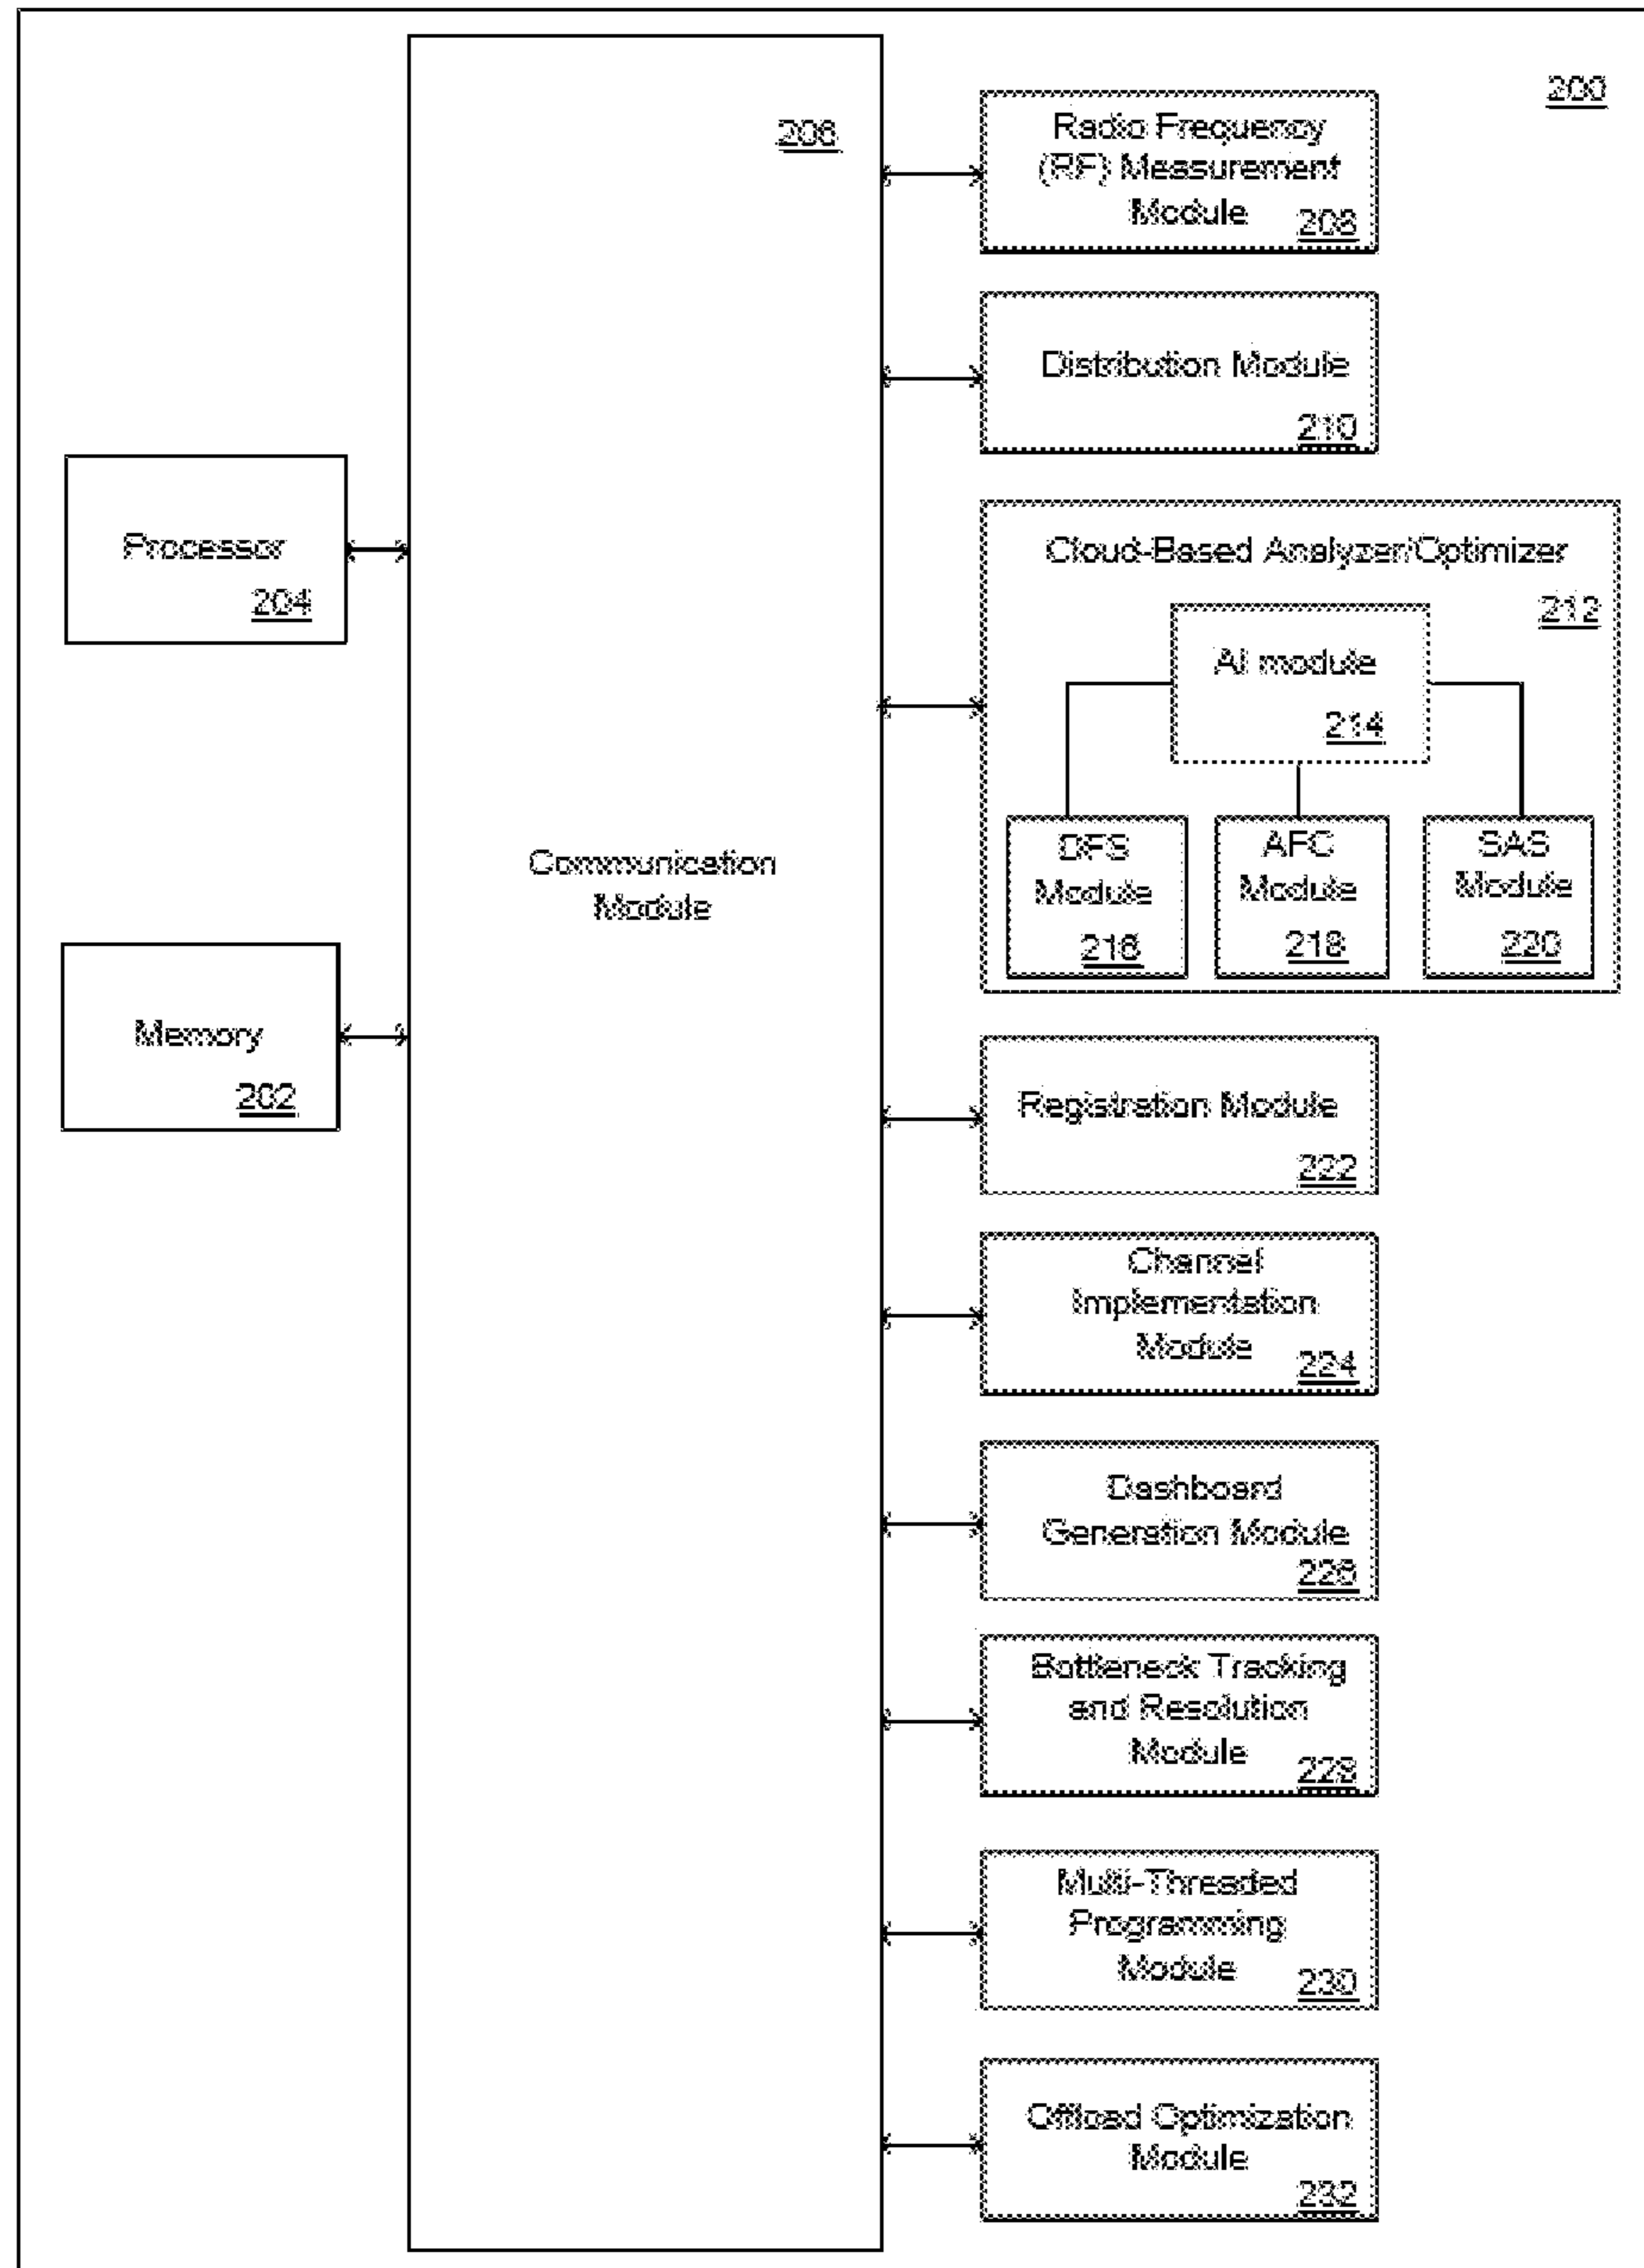 200
206
Radio Frequency
(RF) Measurement
Module
208
Distribution Module
210
Processor
204
Cloud-Based Analyzer/Optimizer
212
AI module
214
DFS
Module
216
AFC
Module
218
SAS
Module
220
Communication
Module
Memory
202
Registration Module
222
Channel
Implementation
Module
224
Dashboard
Generation Module
226
Bottleneck Tracking
and Resolution
Module
228
Multi-Threaded
Programming
Module
230
Offload Optimization
Module
232